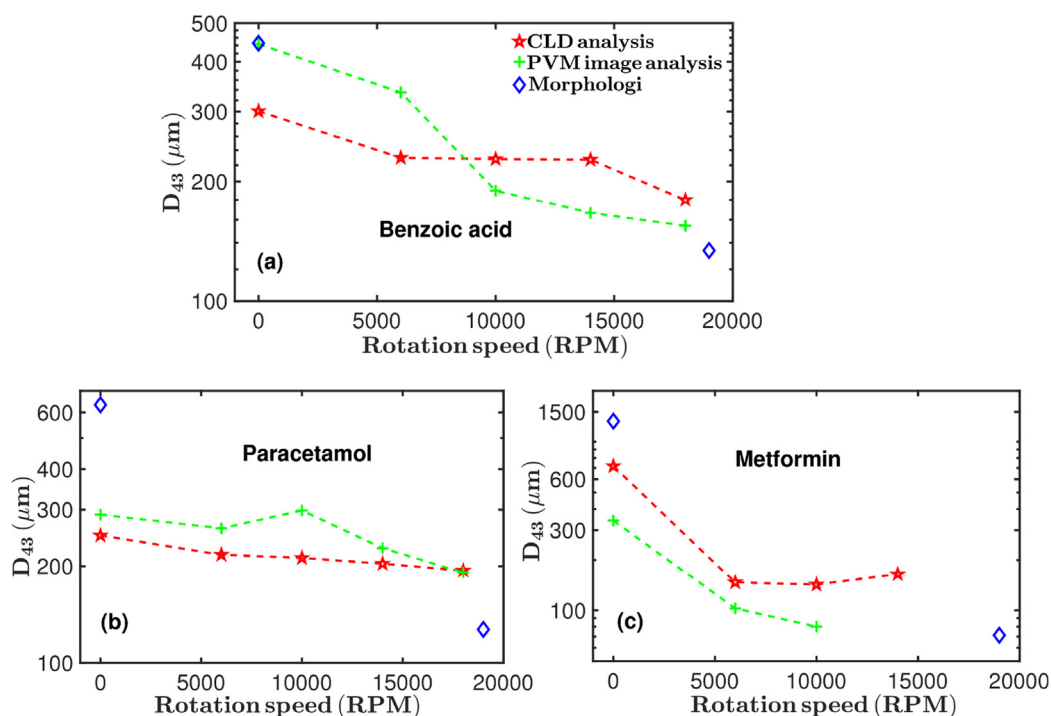 500
400
300
200
100
D43 (μm)
CLD analysis
PVM image analysis
Morphologi
Benzoic acid
(a)
0 5000 10000 15000 20000
Rotation speed (RPM)
600
300
200
100
D43 (μm)
Paracetamol
(b)
0 5000 10000 15000 20000
Rotation speed (RPM)
1500
600
300
100
D43 (μm)
Metformin
(c)
0 5000 10000 15000 20000
Rotation speed (RPM)